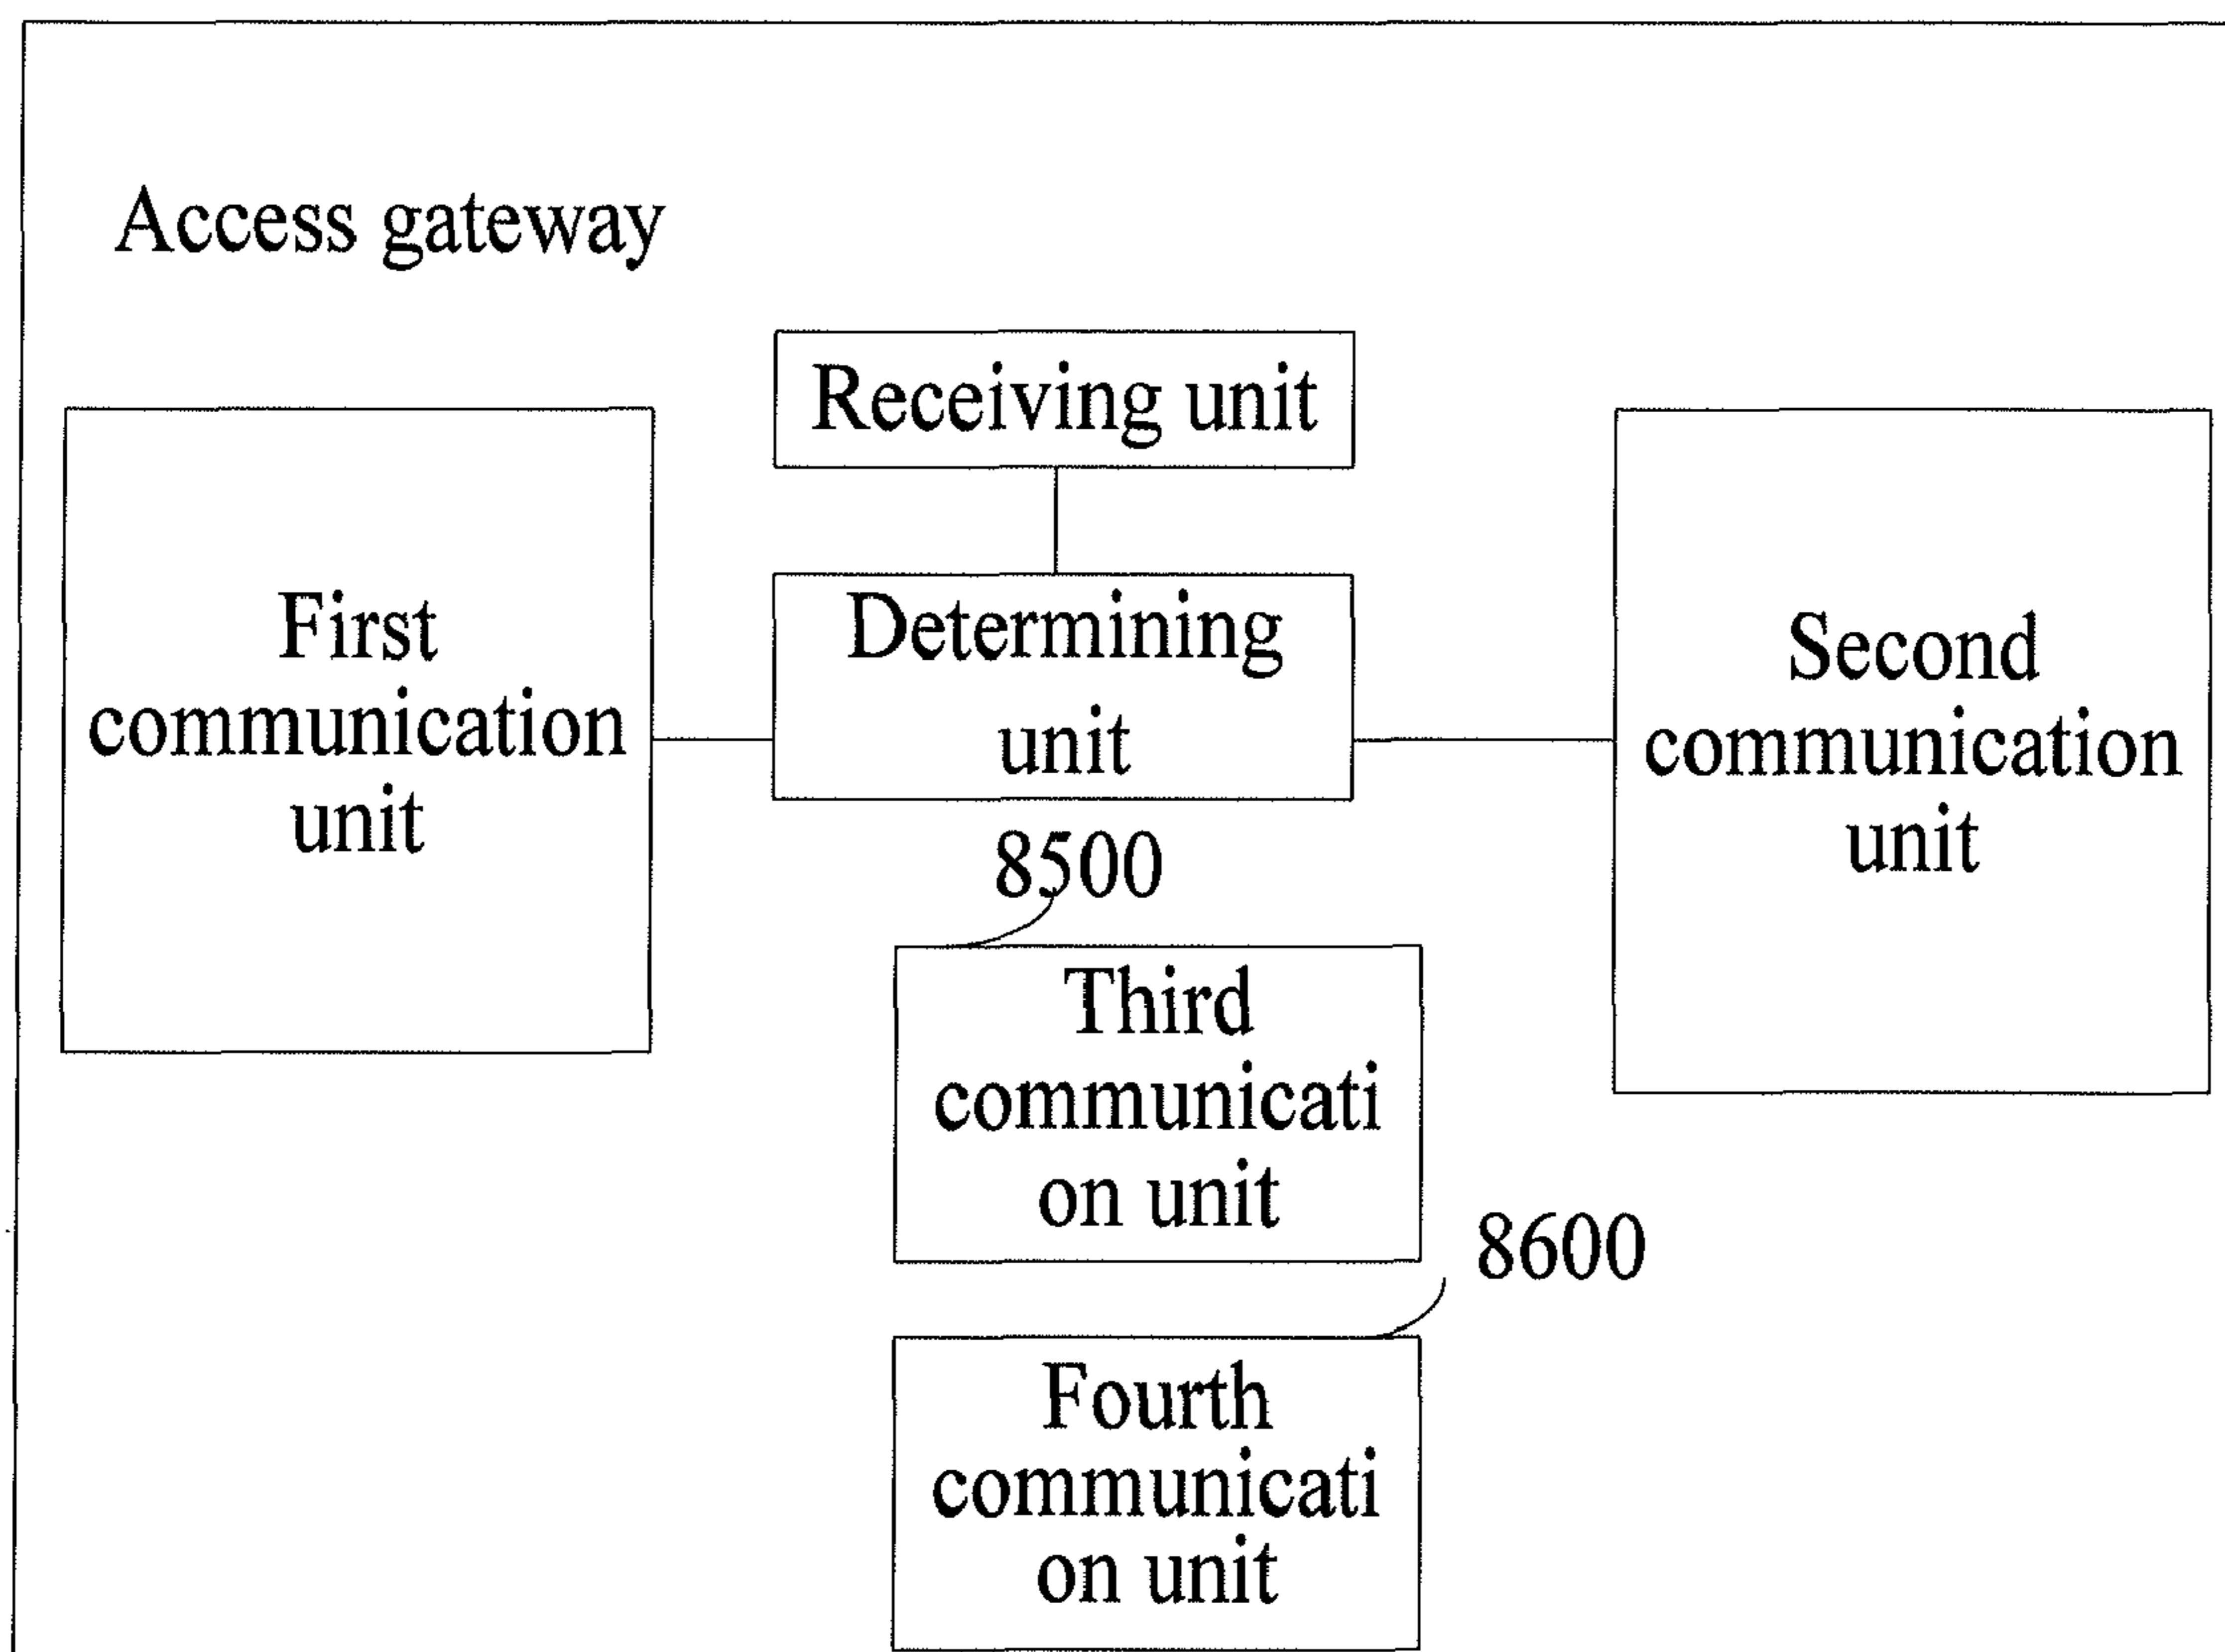 Access gateway
Receiving unit
First
communication
unit
Determining
unit
Second
communication
unit
8500
Third
communicati
on unit
8600
Fourth
communicati
on unit